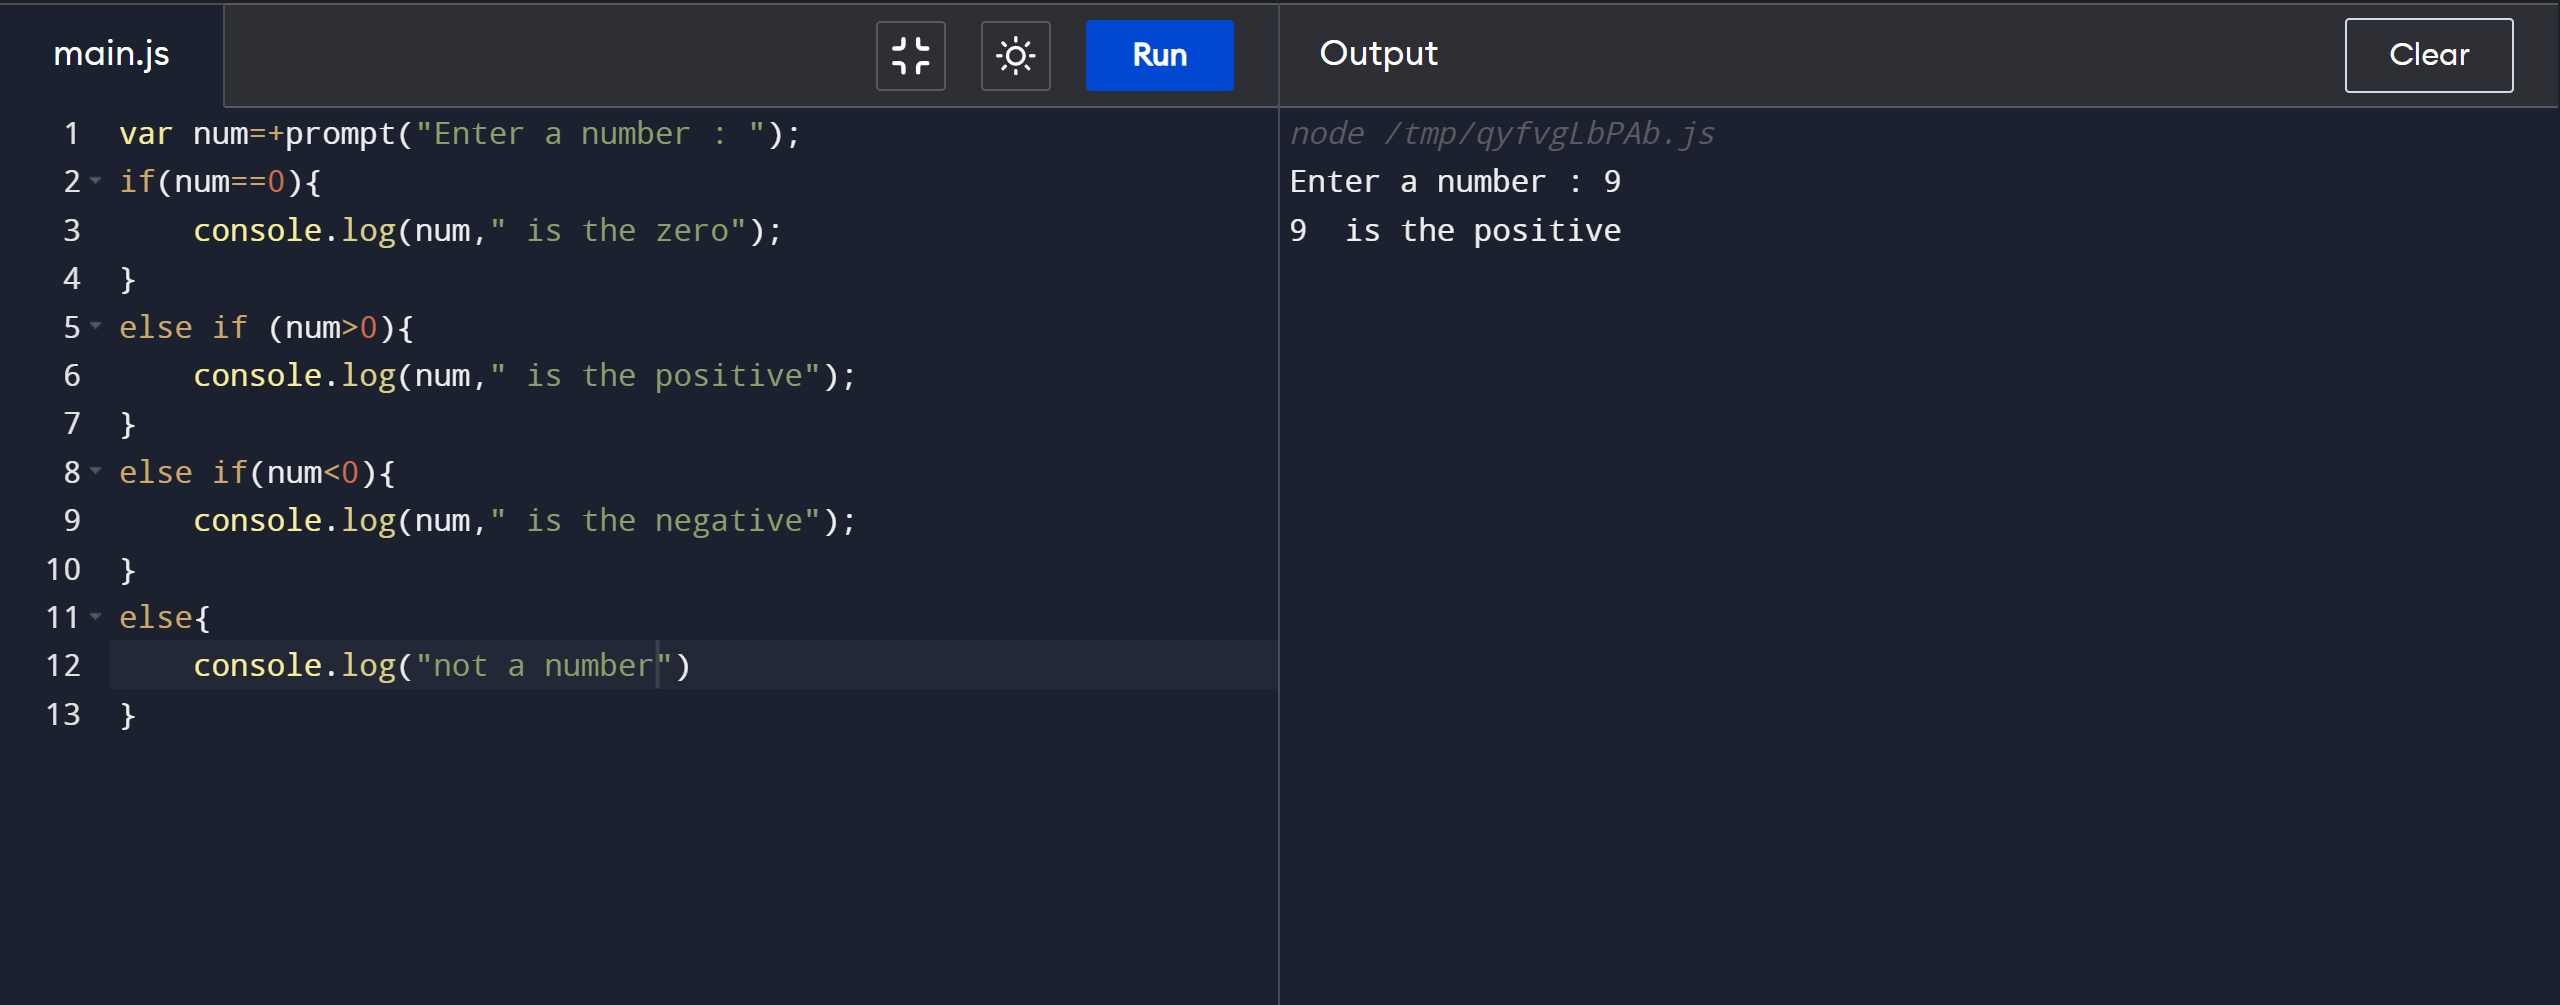 main.js
Run
Output
Clear
1 var num=+prompt("Enter a number : ");
2 if(num==0){
3     console.log(num," is the zero");
4 }
5 else if (num>0){
6     console.log(num," is the positive");
7 }
8 else if(num<0){
9     console.log(num," is the negative");
10 }
11 else{
12     console.log("not a number")
13 }
node /tmp/qyfvgLbPAb.js
Enter a number : 9
9  is the positive